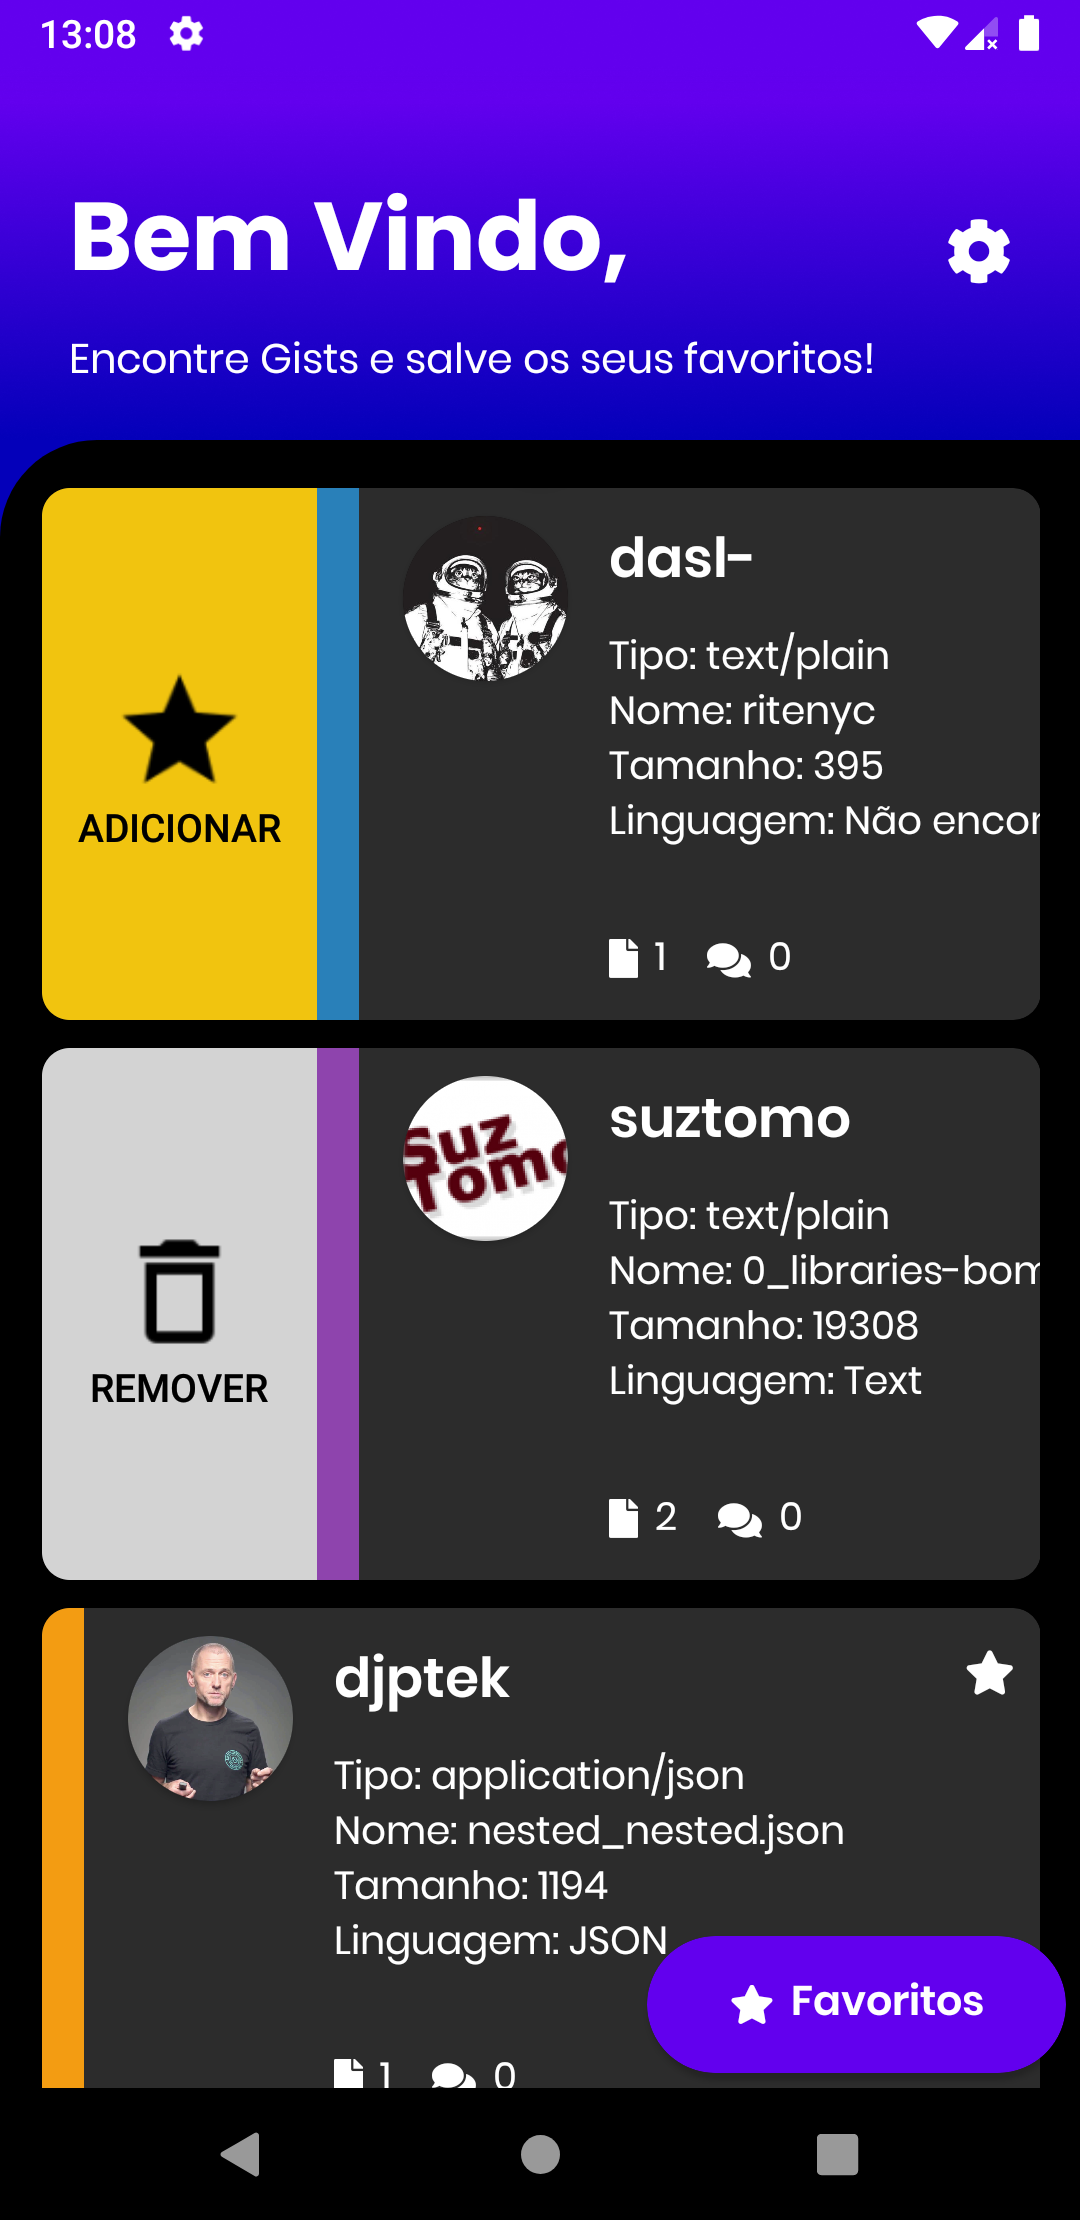 13:08
Bem Vindo,
Encontre Gists e salve os seus favoritos!
dasl-
Tipo: text/plain
Nome: ritenyc
Tamanho: 395
Linguagem: Não encor
ADICIONAR
1 0
suztomo
Suz
Tomo
Tipo: text/plain
Nome: 0_libraries-bom
Tamanho: 19308
Linguagem: Text
REMOVER
2 0
djptek
Tipo: application/json
Nome: nested_nested.json
Tamanho: 1194
Linguagem: JSON
Favoritos
1 0